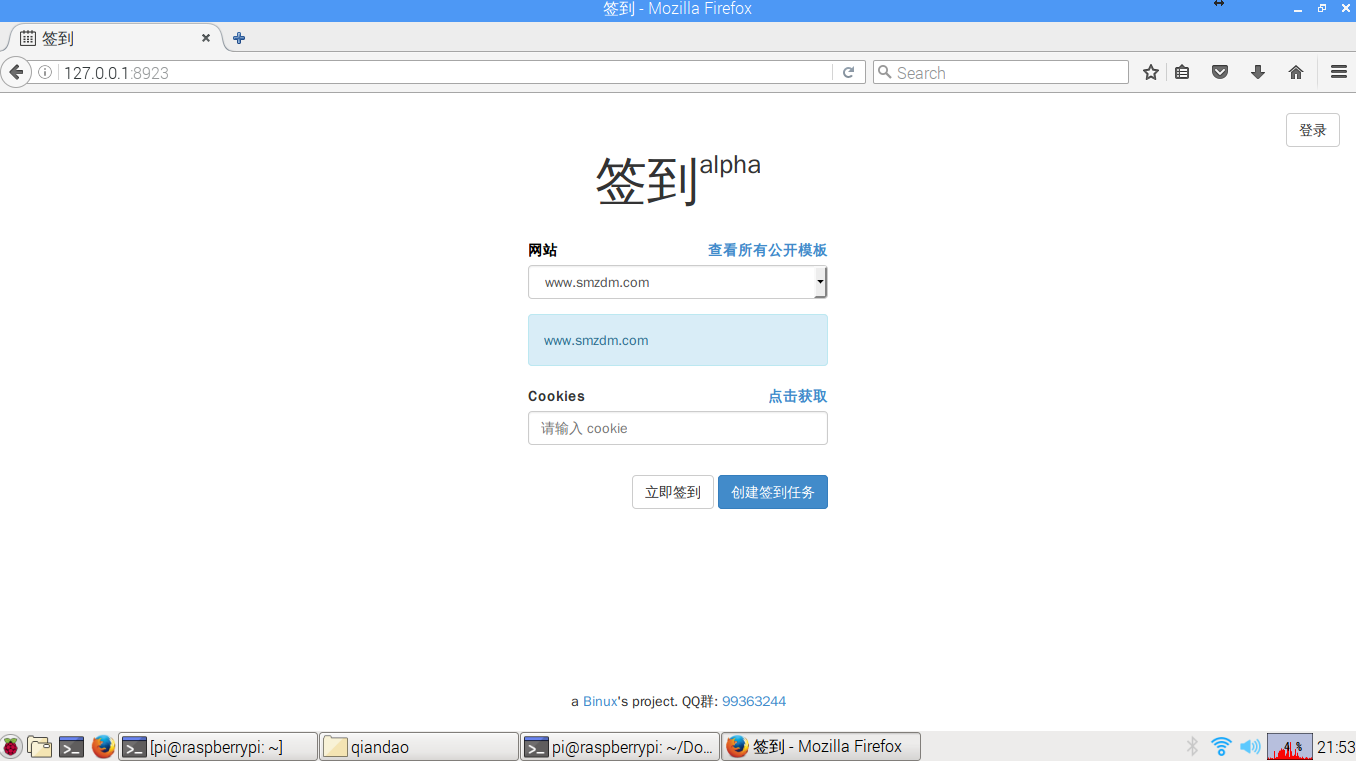 签到 - Mozilla Firefox
签到
127.0.0.1:8923
Search
登录
签到alpha
网站 查看所有公开模板
www.smzdm.com
www.smzdm.com
Cookies 点击获取
请输入 cookie
立即签到 创建签到任务
a Binux's project. QQ群: 99363244
[pi@raspberrypi: ~] qiandao pi@raspberrypi: ~/Do... 签到 - Mozilla Firefox 4 % 21:53